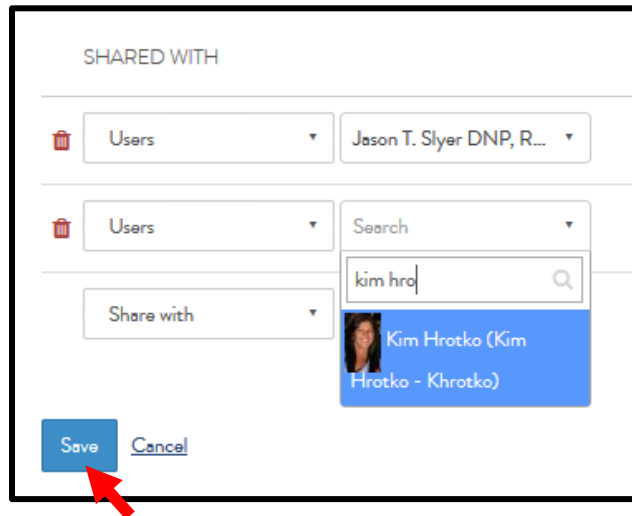 SHARED WITH
Users
Jason T. Slyer DNP, R...
Users
Search
kim hro
Share with
Kim Hrotko (Kim
Hrotko - Khrotko)
Save
Cancel